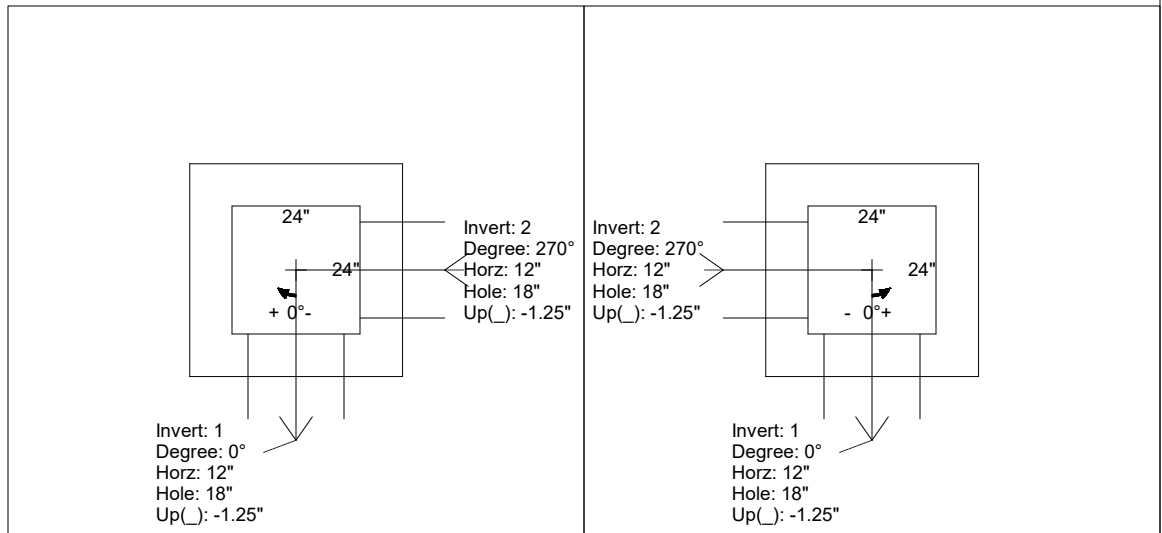 24"
24"
+ 0°-
Invert: 2
Degree: 270°
Horz: 12"
Hole: 18"
Up(_): -1.25"
Invert: 1
Degree: 0°
Horz: 12"
Hole: 18"
Up(_): -1.25"
Invert: 2
Degree: 270°
Horz: 12"
Hole: 18"
Up(_): -1.25"
24"
24"
- 0°+
Invert: 1
Degree: 0°
Horz: 12"
Hole: 18"
Up(_): -1.25"